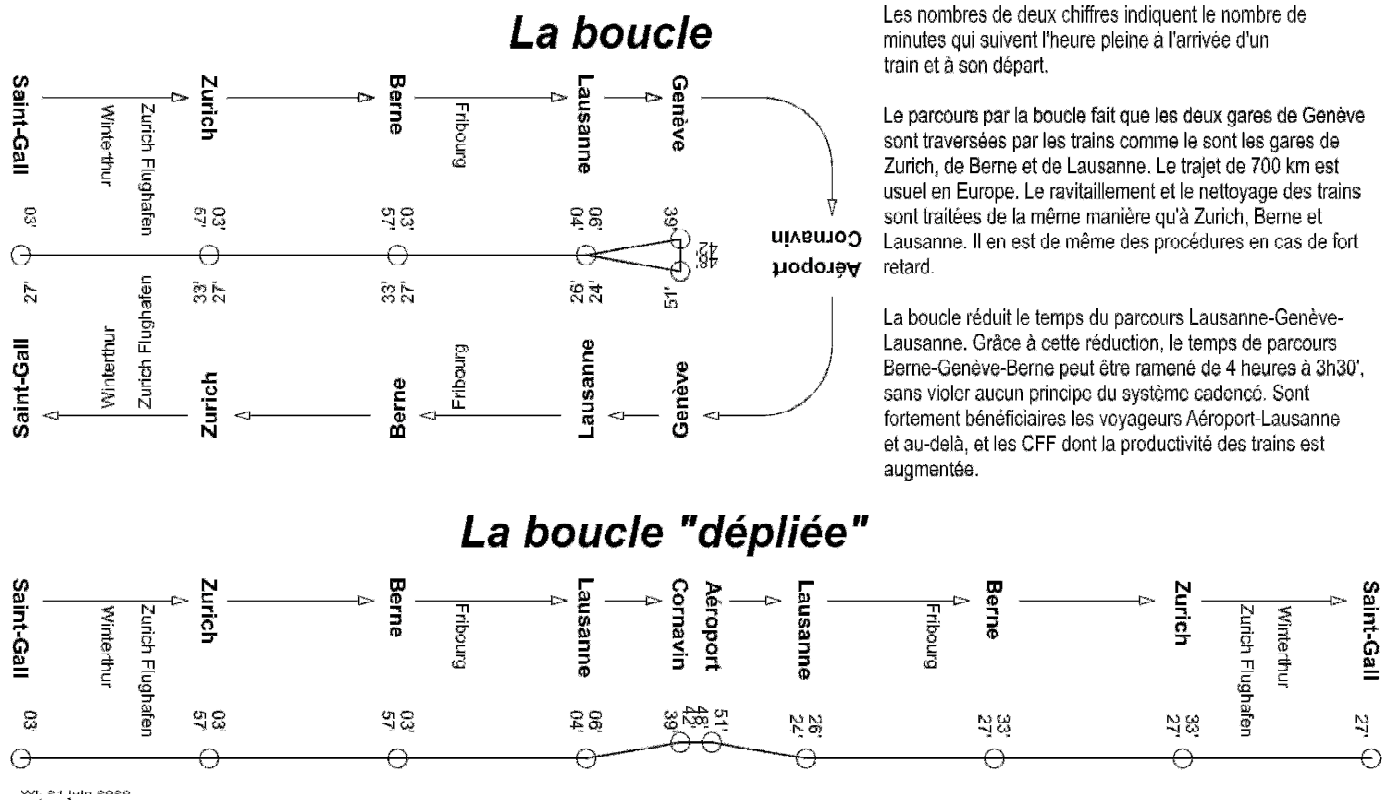 La boucle
Les nombres de deux chiffres indiquent le nombre de
minutes qui suivent l'heure pleine à l'arrivée d'un
train et à son départ.
Le parcours par la boucle fait que les deux gares de Genève
sont traversées par les trains comme le sont les gares de
Zurich, de Berne et de Lausanne. Le trajet de 700 km est
usuel en Europe. Le ravitaillement et le nettoyage des trains
sont traitées de la même manière qu'à Zurich, Berne et
Lausanne. Il en est de même des procédures en cas de fort
retard.
La boucle réduit le temps du parcours Lausanne-Genève-
Lausanne. Grâce à cette réduction, le temps de parcours
Berne-Genève-Berne peut être ramené de 4 heures à 3h30',
sans violer aucun principe du système cadencé. Sont
fortement bénéficiaires les voyageurs Aéroport-Lausanne
et au-delà, et les CFF dont la productivité des trains est
augmentée.
Saint-Gall
Winterthur
Zurich Flughafen
Zurich
Berne
Fribourg
Lausanne
Genève
03'
03'
57'
03'
57'
06'
04'
39'
42'
48'
Cornavin
Aéroport
27'
33'
27'
33'
27'
26'
24'
51'
Saint-Gall
Winterthur
Zurich Flughafen
Zurich
Berne
Fribourg
Lausanne
Genève
La boucle "dépliée"
Saint-Gall
Winterthur
Zurich Flughafen
Zurich
Berne
Fribourg
Lausanne
Cornavin
Aéroport
Lausanne
Fribourg
Berne
Zurich
Winterthur
Zurich Flughafen
Saint-Gall
03'
03'
57'
03'
57'
06'
04'
42'
39'
51'
48'
26'
22'
33'
27'
33'
27'
27'